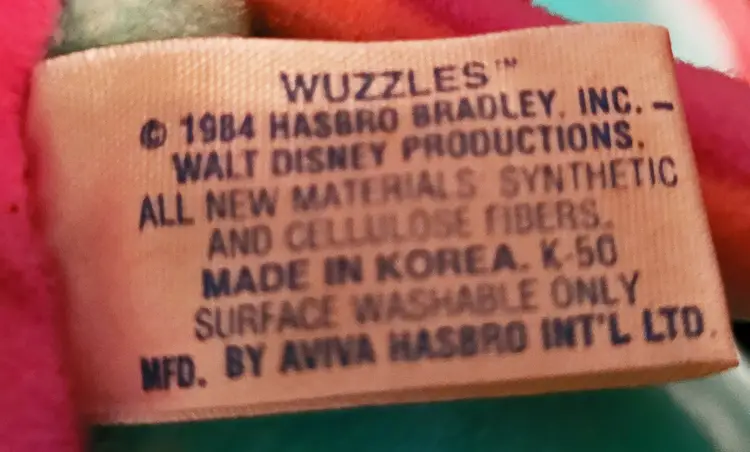 WUZZLES™
© 1984 HASBRO BRADLEY, INC. –
WALT DISNEY PRODUCTIONS.
ALL NEW MATERIALS SYNTHETIC
AND CELLULOSE FIBERS.
MADE IN KOREA. K-50
SURFACE WASHABLE ONLY
MFD. BY AVIVA HASBRO INT'L LTD.